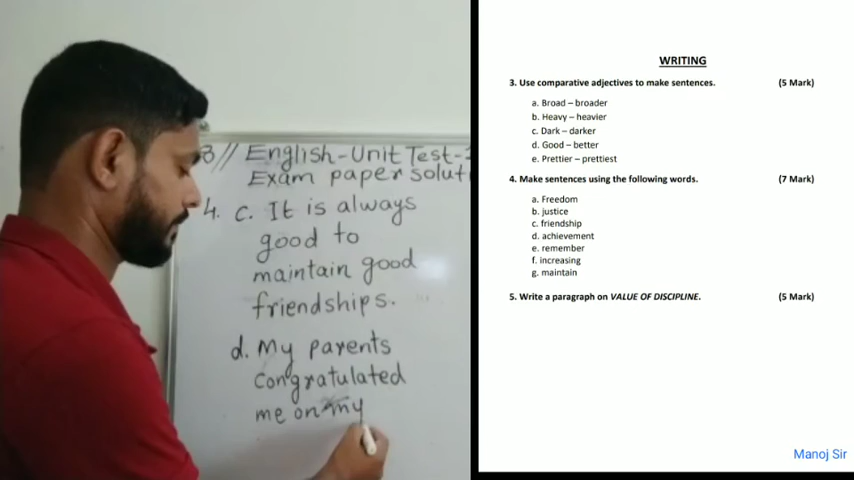 8// English-Unit Test-
Exam paper soluti
4. c. It is always
good to
maintain good
friendships.
d. My parents
congratulated
me on my
WRITING
3. Use comparative adjectives to make sentences. (5 Mark)
a. Broad – broader
b. Heavy – heavier
c. Dark – darker
d. Good – better
e. Prettier – prettiest
4. Make sentences using the following words. (7 Mark)
a. Freedom
b. justice
c. friendship
d. achievement
e. remember
f. increasing
g. maintain
5. Write a paragraph on VALUE OF DISCIPLINE. (5 Mark)
Manoj Sir